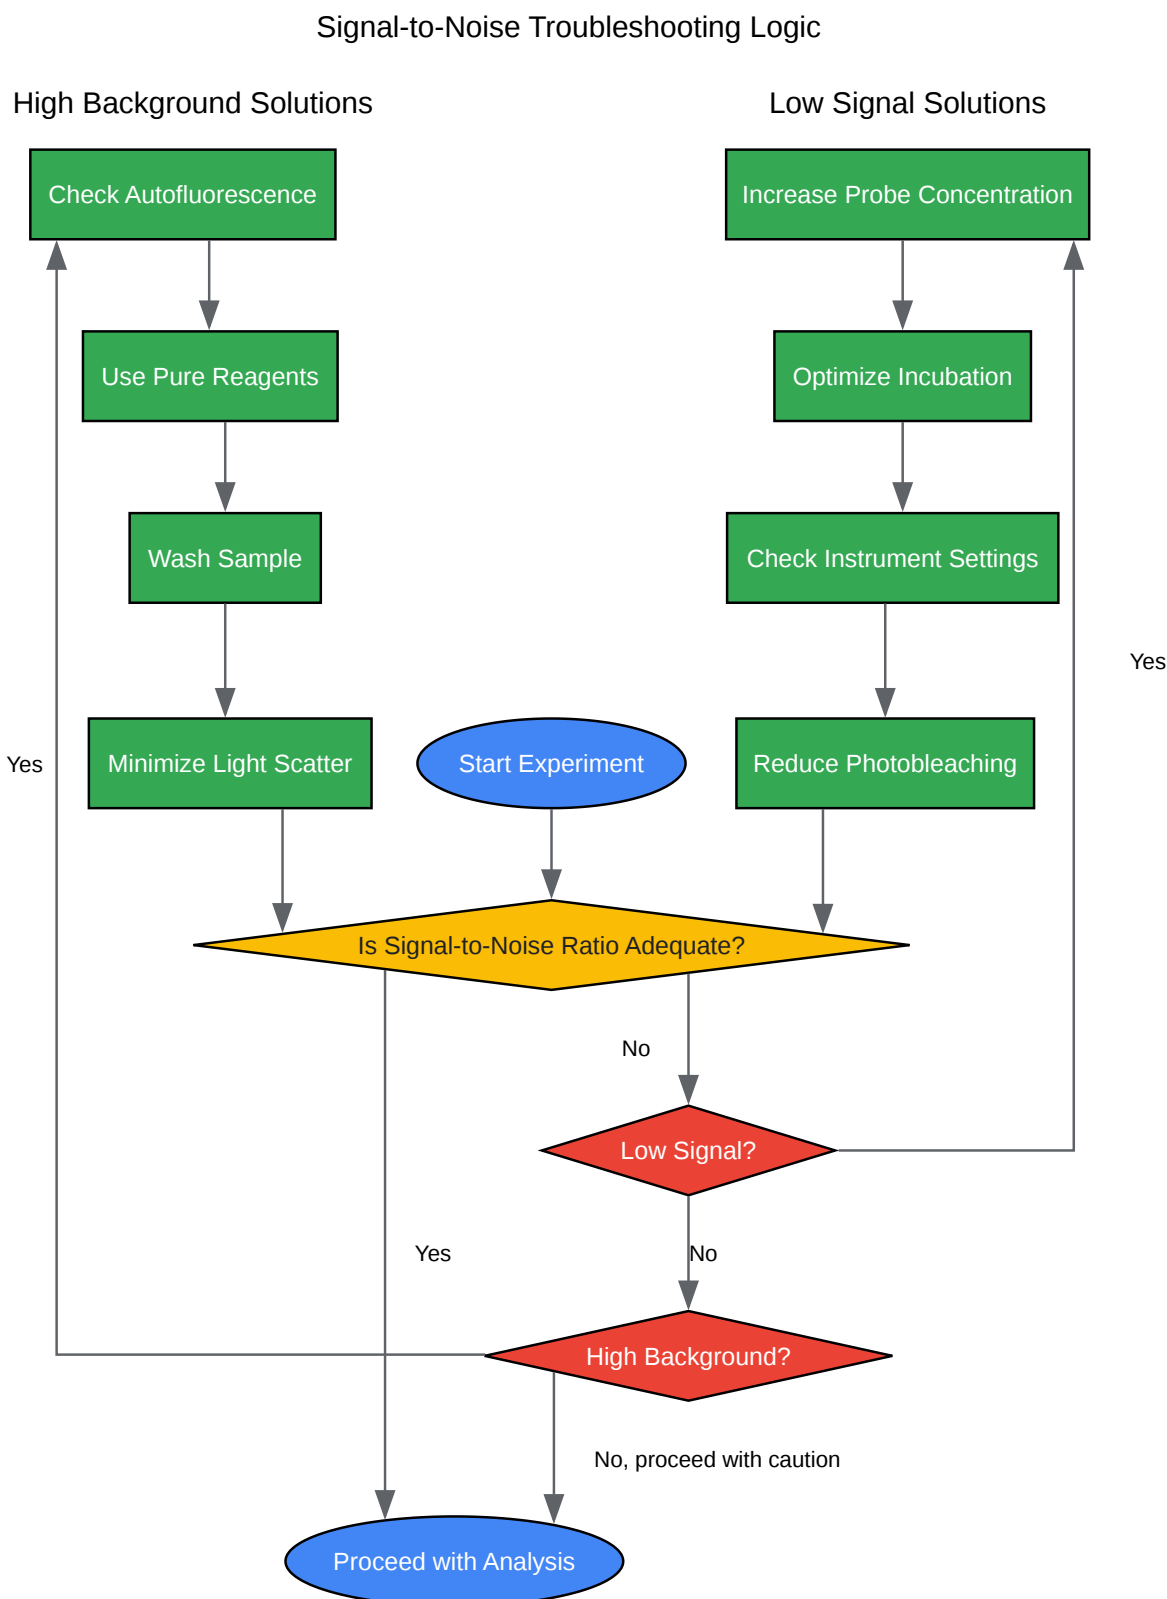 Signal-to-Noise Troubleshooting Logic
High Background Solutions
Low Signal Solutions
Check Autofluorescence
Increase Probe Concentration
Use Pure Reagents
Optimize Incubation
Wash Sample
Check Instrument Settings
Yes
Yes
Minimize Light Scatter
Start Experiment
Reduce Photobleaching
Is Signal-to-Noise Ratio Adequate?
No
Low Signal?
Yes
No
High Background?
No, proceed with caution
Proceed with Analysis